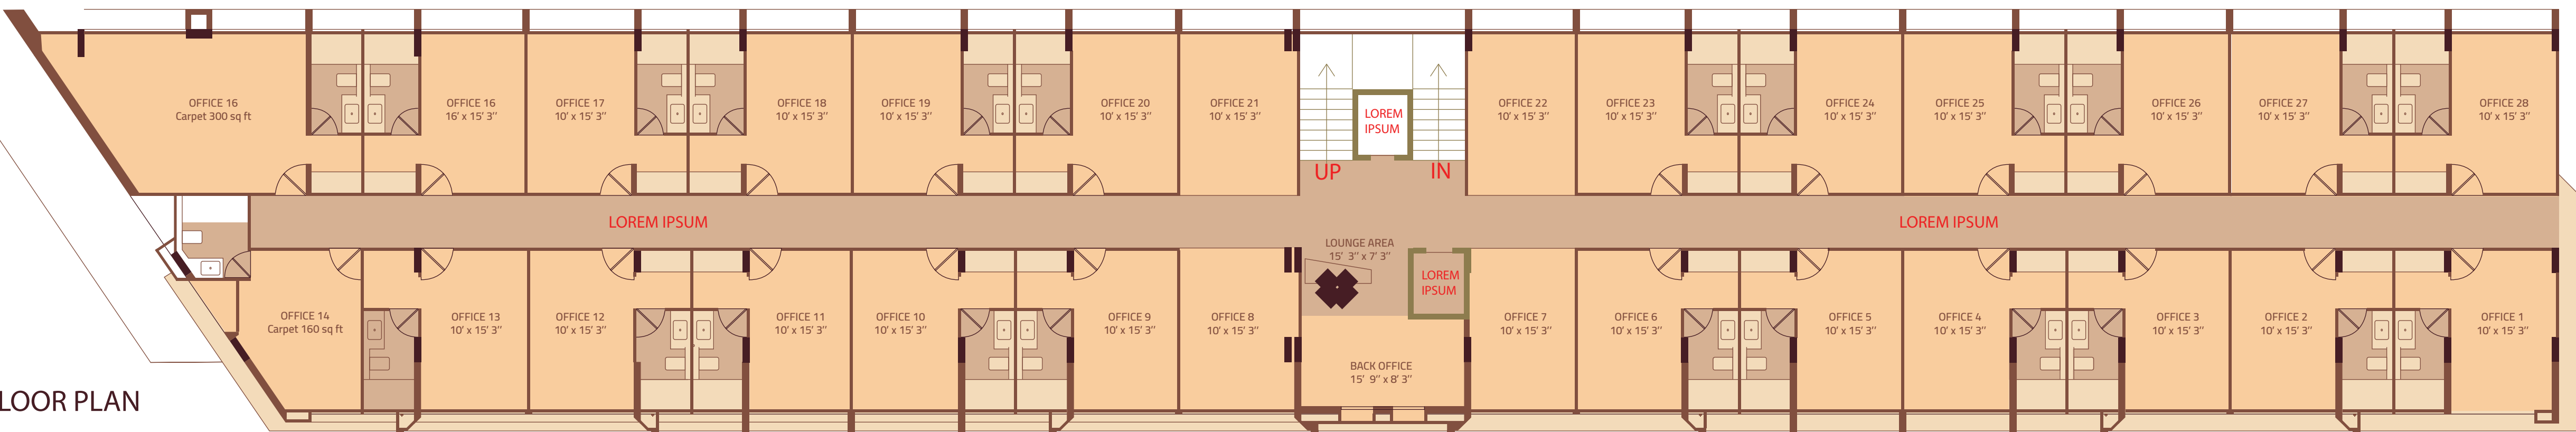 OFFICE 16
Carpet 300 sq ft
OFFICE 16
16' x 15' 3''
OFFICE 17
10' x 15' 3''
OFFICE 18
10' x 15' 3''
OFFICE 19
10' x 15' 3''
OFFICE 20
10' x 15' 3''
OFFICE 21
10' x 15' 3''
LOREM
IPSUM
OFFICE 22
10' x 15' 3''
OFFICE 23
10' x 15' 3''
OFFICE 24
10' x 15' 3''
OFFICE 25
10' x 15' 3''
OFFICE 26
10' x 15' 3''
OFFICE 27
10' x 15' 3''
OFFICE 28
10' x 15' 3''
UP
IN
LOREM IPSUM
LOREM IPSUM
LOUNGE AREA
15' 3'' x 7' 3''
LOREM
IPSUM
OFFICE 14
Carpet 160 sq ft
OFFICE 13
10' x 15' 3''
OFFICE 12
10' x 15' 3''
OFFICE 11
10' x 15' 3''
OFFICE 10
10' x 15' 3''
OFFICE 9
10' x 15' 3''
OFFICE 8
10' x 15' 3''
OFFICE 7
10' x 15' 3''
OFFICE 6
10' x 15' 3''
OFFICE 5
10' x 15' 3''
OFFICE 4
10' x 15' 3''
OFFICE 3
10' x 15' 3''
OFFICE 2
10' x 15' 3''
OFFICE 1
10' x 15' 3''
BACK OFFICE
15' 9'' x 8' 3''
LOOR PLAN